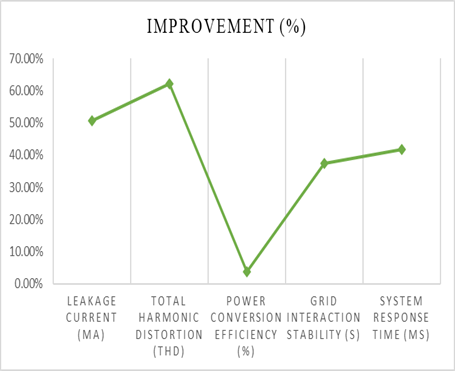 IMPROVEMENT (%)
70.00%
60.00%
50.00%
40.00%
30.00%
20.00%
10.00%
0.00%
LEAKAGE
CURRENT
(MA)
TOTAL
HARMONIC
DISTORTION
(THD)
POWER
CONVERSION
EFFICIENCY
(%)
GRID
INTERACTION
STABILITY (S)
SYSTEM
RESPONSE
TIME (MS)